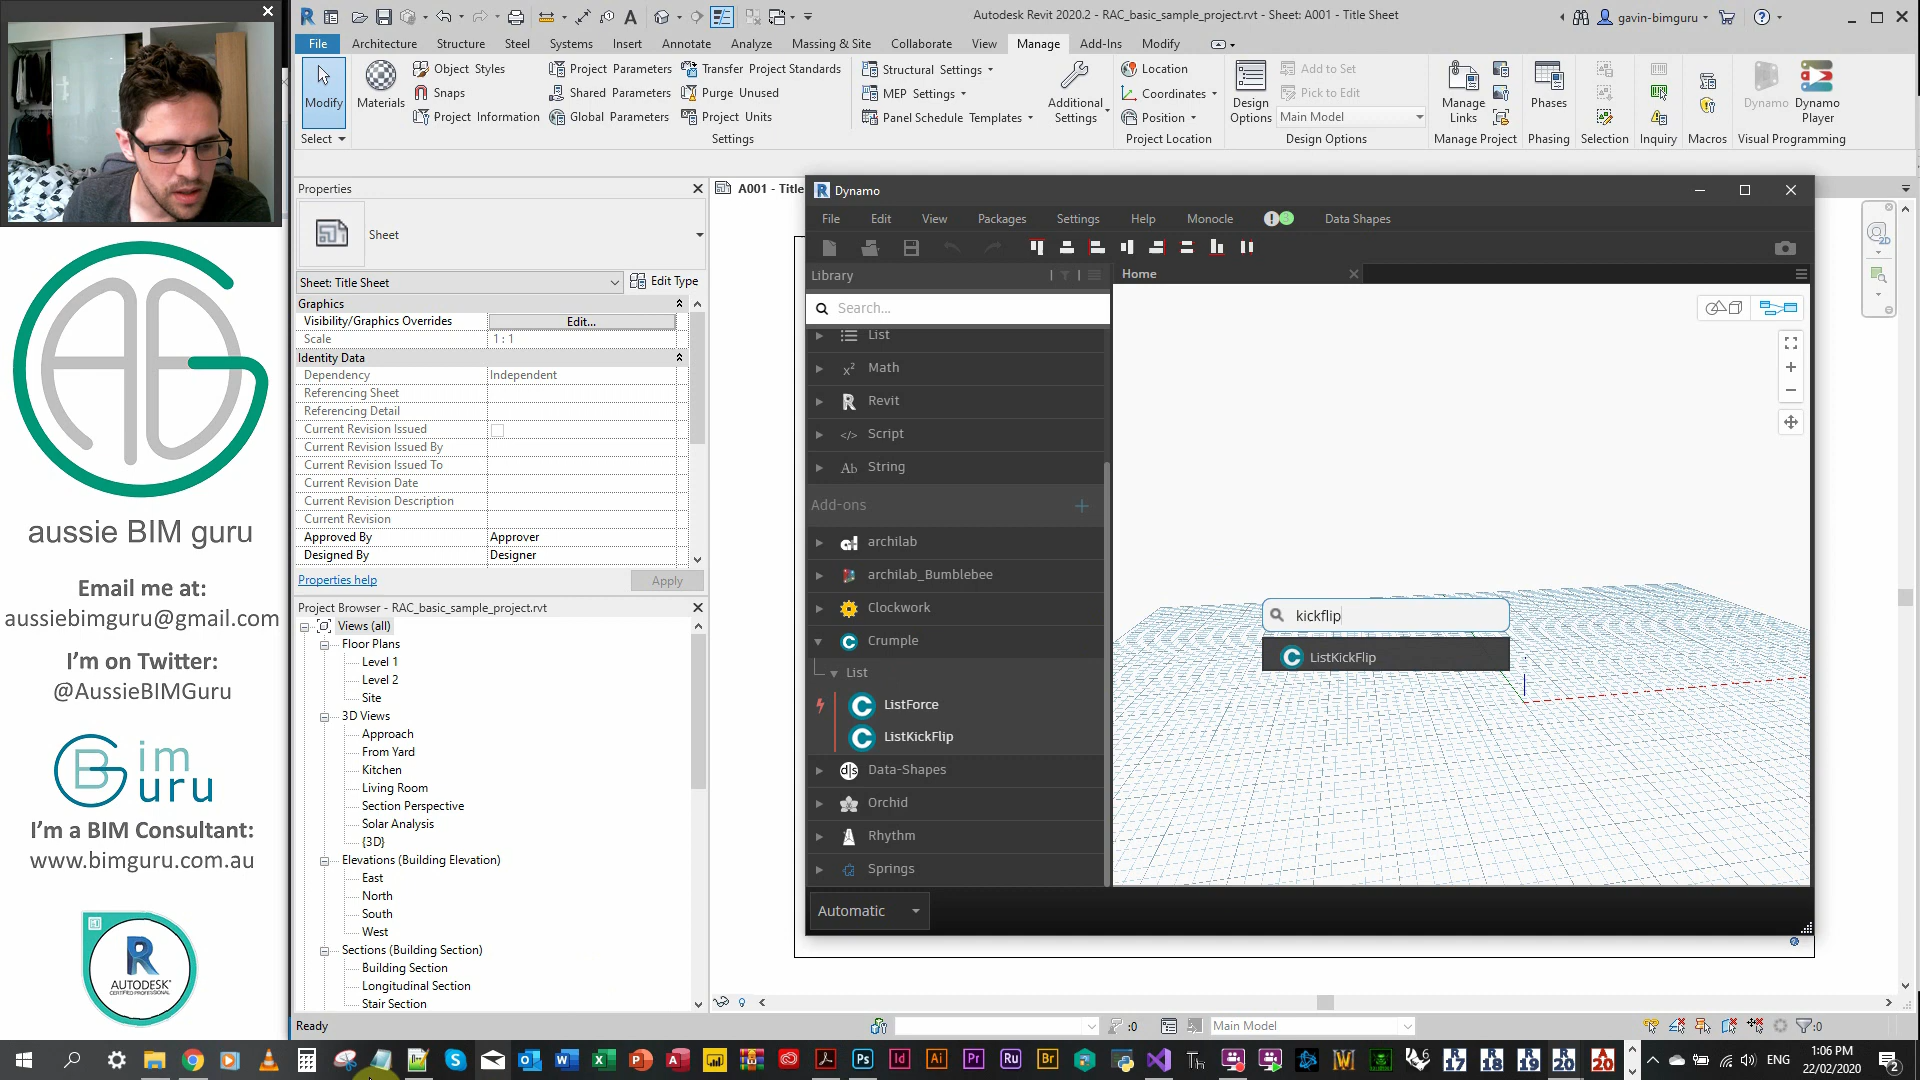 Autodesk Revit 2020.2 - RAC_basic_sample_project.rvt - Sheet: A001 - Title Sheet
gavin-bimguru
File Architecture Structure Steel Systems Insert Annotate Analyze Massing & Site Collaborate View Manage Add-Ins Modify
Modify
Select
Materials
Object Styles
Snaps
Project Information
Project Parameters
Shared Parameters
Global Parameters
Transfer Project Standards
Purge Unused
Project Units
Settings
Structural Settings
MEP Settings
Panel Schedule Templates
Additional
Settings
Location
Coordinates
Position
Project Location
Design
Options
Add to Set
Pick to Edit
Main Model
Design Options
Manage
Links
Manage Project
Phases
Phasing
Selection
Inquiry
Macros
Dynamo
Dynamo
Player
Visual Programming
aussie BIM guru
Email me at:
aussiebimguru@gmail.com
I'm on Twitter:
@AussieBIMGuru
Bim
Guru
I'm a BIM Consultant:
www.bimguru.com.au
R
AUTODESK
CERTIFIED PROFESSIONAL
Properties
Sheet
Sheet: Title Sheet
Edit Type
Graphics
Visibility/Graphics Overrides Edit...
Scale 1 : 1
Identity Data
Dependency Independent
Referencing Sheet
Referencing Detail
Current Revision Issued
Current Revision Issued By
Current Revision Issued To
Current Revision Date
Current Revision Description
Current Revision
Approved By Approver
Designed By Designer
Properties help
Apply
Project Browser - RAC_basic_sample_project.rvt
Views (all)
Floor Plans
Level 1
Level 2
Site
3D Views
Approach
From Yard
Kitchen
Living Room
Section Perspective
Solar Analysis
{3D}
Elevations (Building Elevation)
East
North
South
West
Sections (Building Section)
Building Section
Longitudinal Section
Stair Section
A001 - Title
Dynamo
File Edit View Packages Settings Help Monocle Data Shapes
Library
Home
Search...
List
Math
Revit
Script
Ab String
Add-ons
archilab
archilab_Bumblebee
Clockwork
Crumple
List
ListForce
ListKickFlip
Data-Shapes
Orchid
Rhythm
Springs
Automatic
kickflip
ListKickFlip
Ready
:0
Main Model
:0
ENG
1:06 PM
22/02/2020